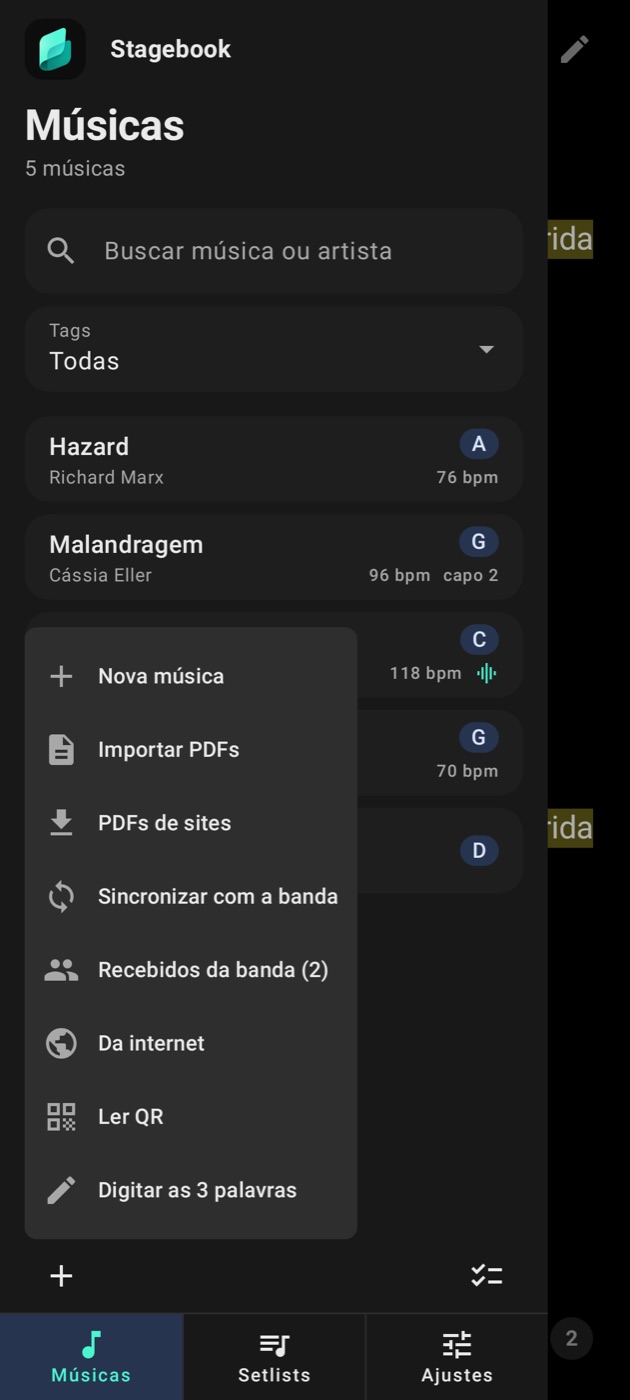 Stagebook
Músicas
5 músicas
Buscar música ou artista
Tags
Todas
Hazard
A
Richard Marx
76 bpm
Malandragem
G
Cássia Eller
96 bpm capo 2
C
118 bpm
G
70 bpm
D
Nova música
Importar PDFs
PDFs de sites
Sincronizar com a banda
Recebidos da banda (2)
Da internet
Ler QR
Digitar as 3 palavras
Músicas
Setlists
Ajustes
rida
rida
2